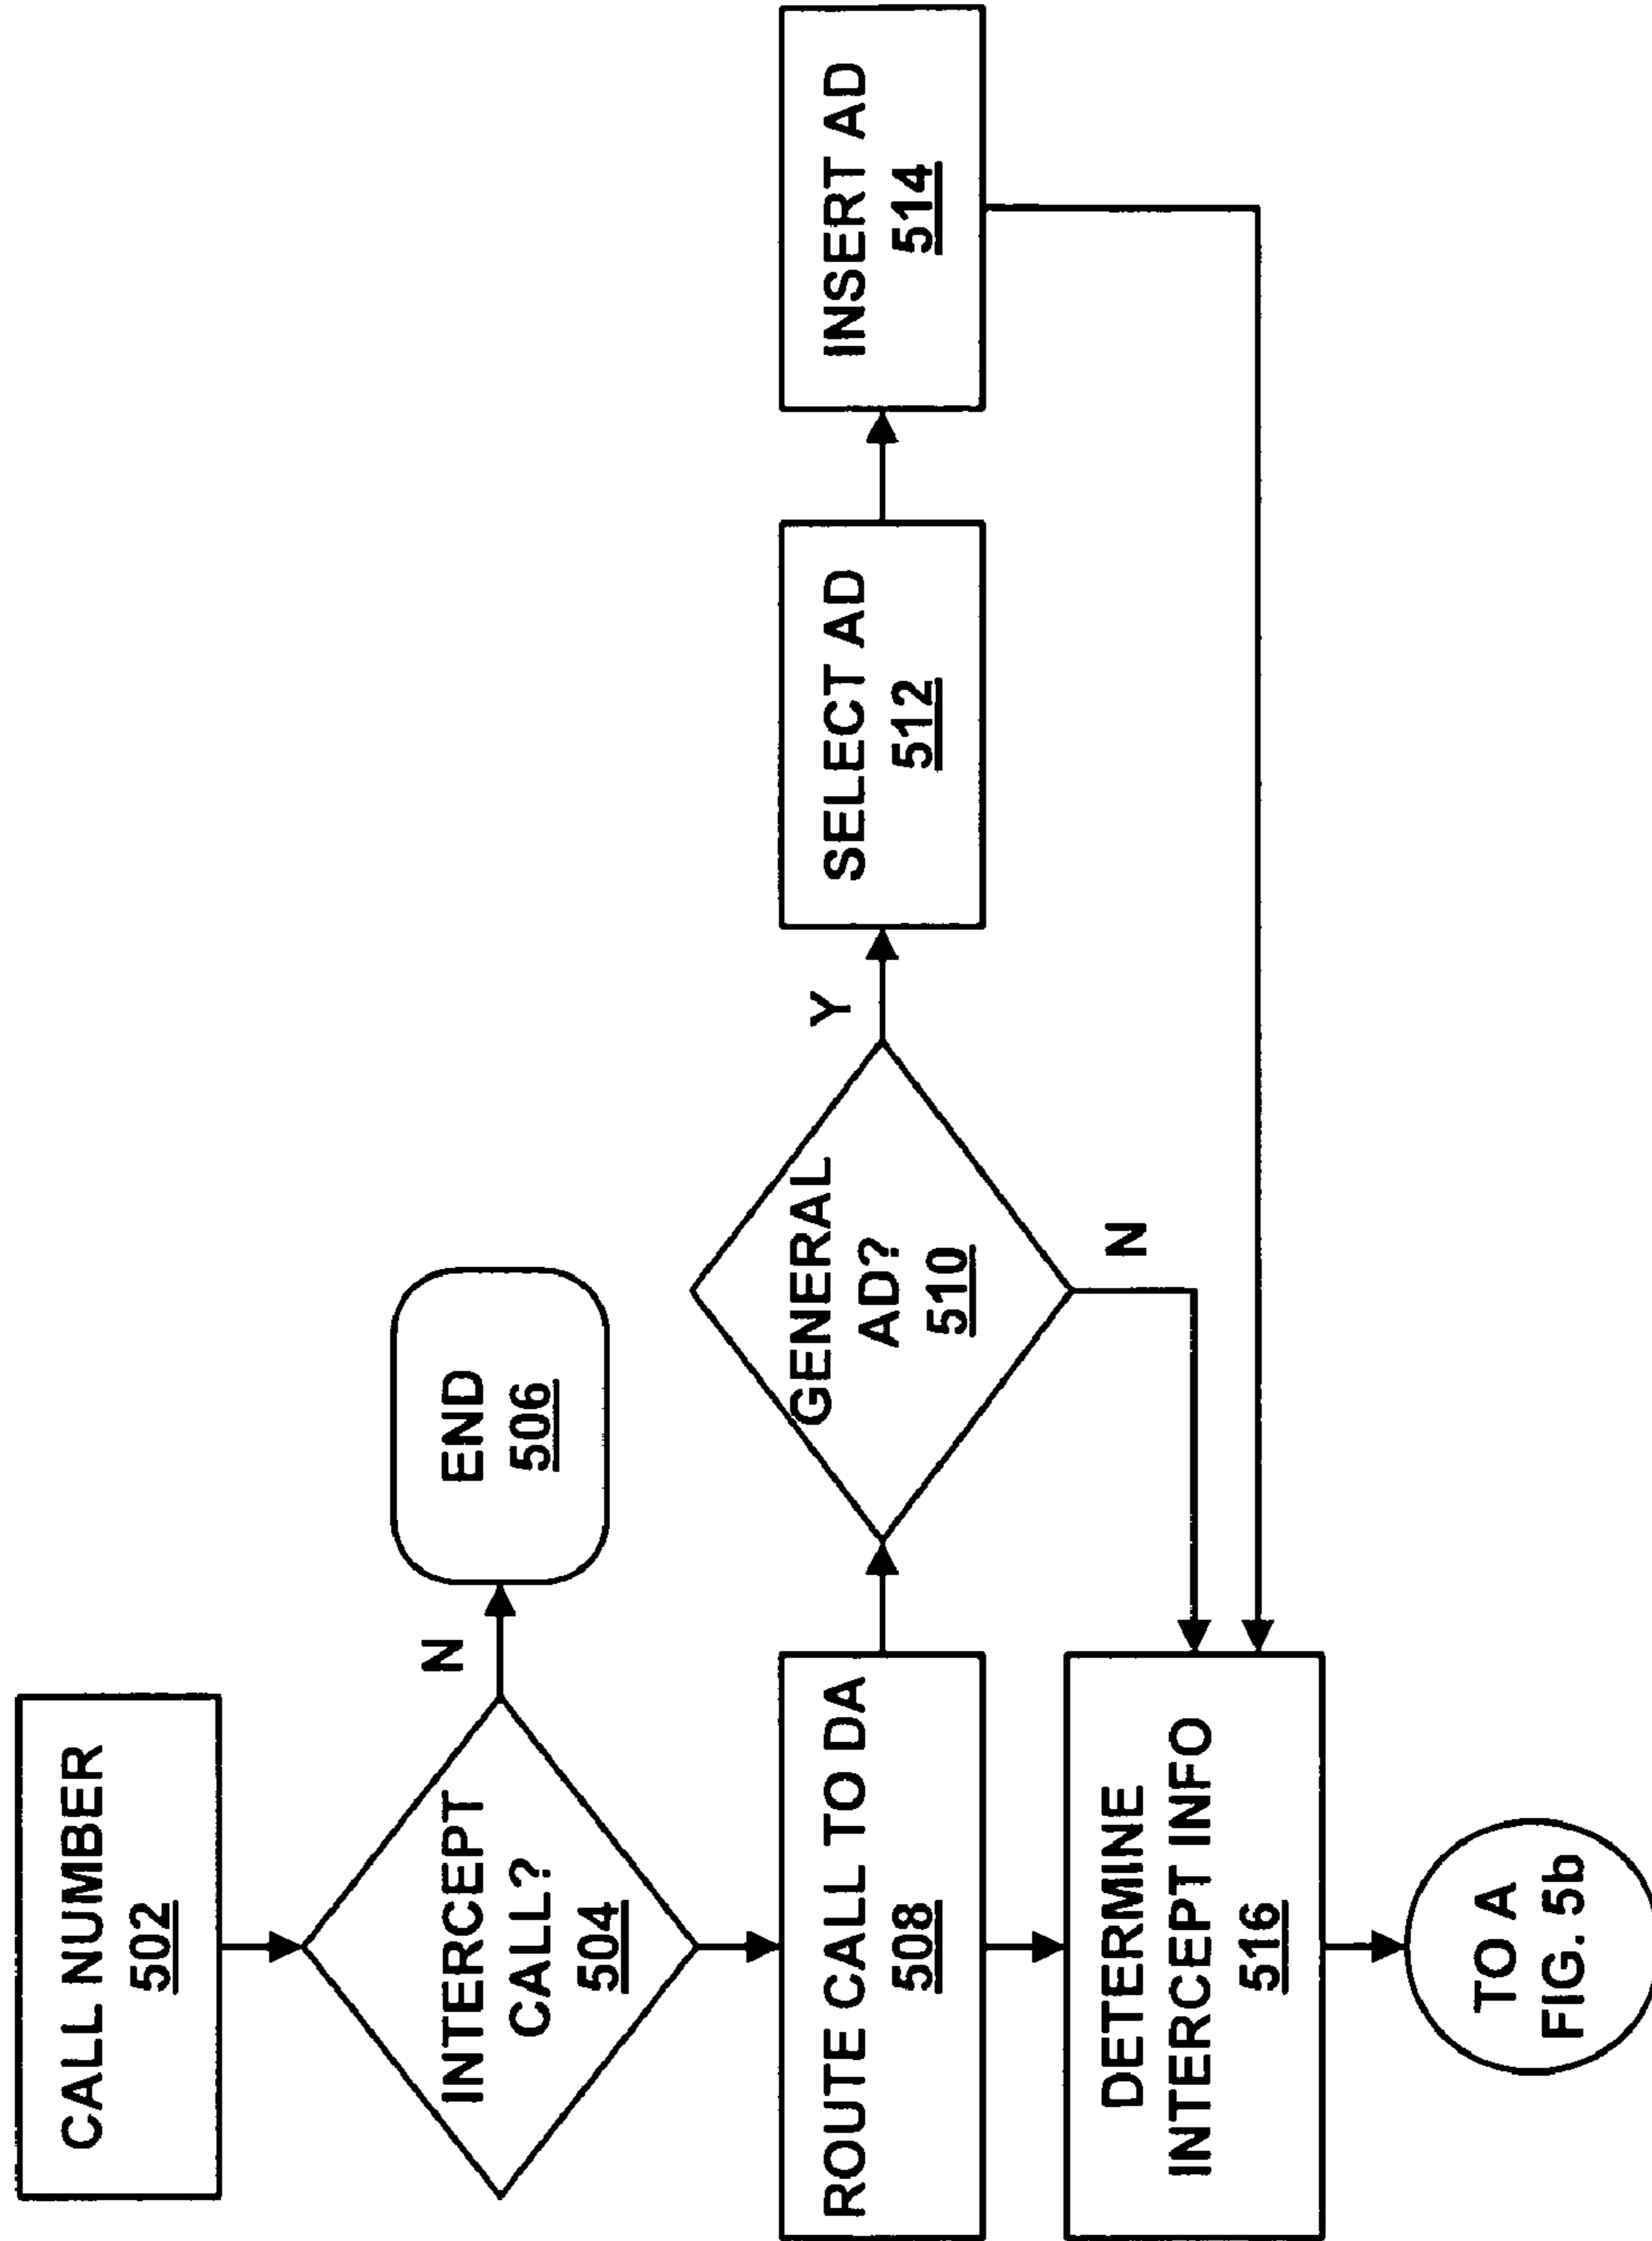 CALL NUMBER
502
INTERCEPT
CALL?
504
N
END
506
ROUTE CALL TO DA
508
GENERAL
AD?
510
Y
N
SELECT AD
512
INSERT AD
514
DETERMINE
INTERCEPT INFO
516
TO A
FIG. 5b